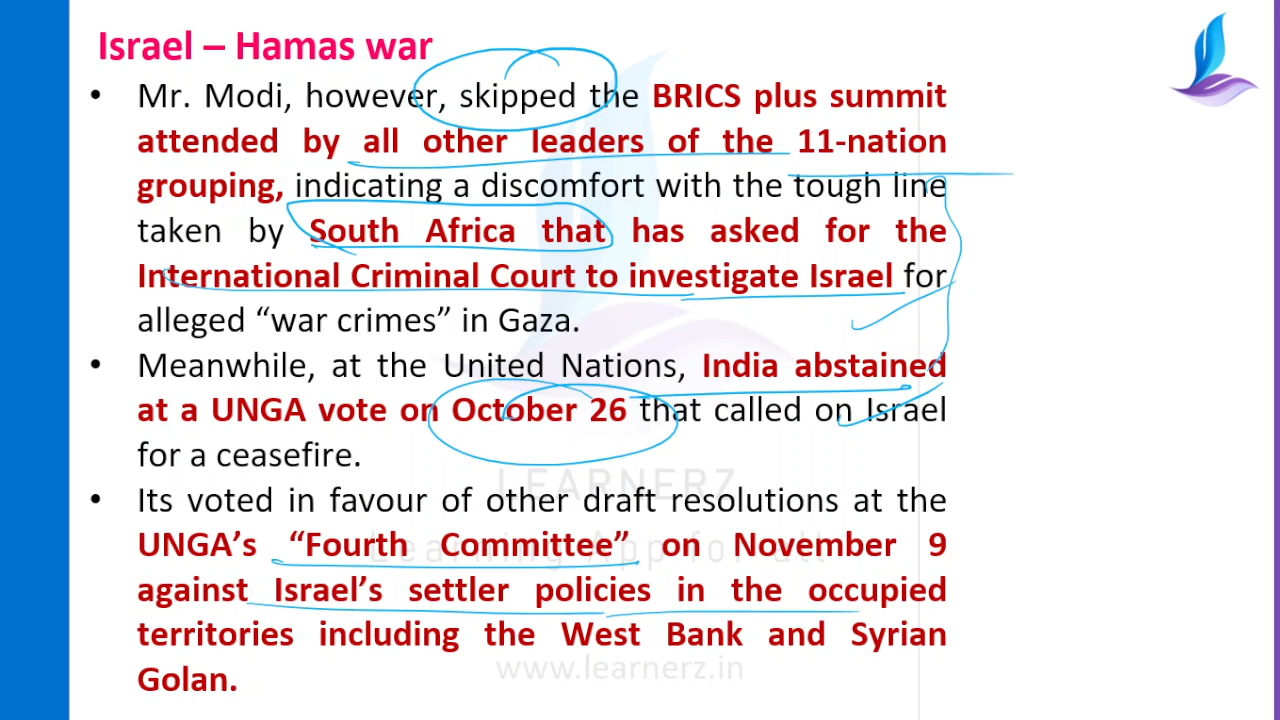 Israel – Hamas war
• Mr. Modi, however, skipped the BRICS plus summit
attended by all other leaders of the 11-nation
grouping, indicating a discomfort with the tough line
taken by South Africa that has asked for the
International Criminal Court to investigate Israel for
alleged “war crimes” in Gaza.
• Meanwhile, at the United Nations, India abstained
at a UNGA vote on October 26 that called on Israel
for a ceasefire.
LEARNERZ
• Its voted in favour of other draft resolutions at the
UNGA’s “Fourth Committee” on November 9
Learning App for all
against Israel’s settler policies in the occupied
territories including the West Bank and Syrian
www.learnerz.in
Golan.